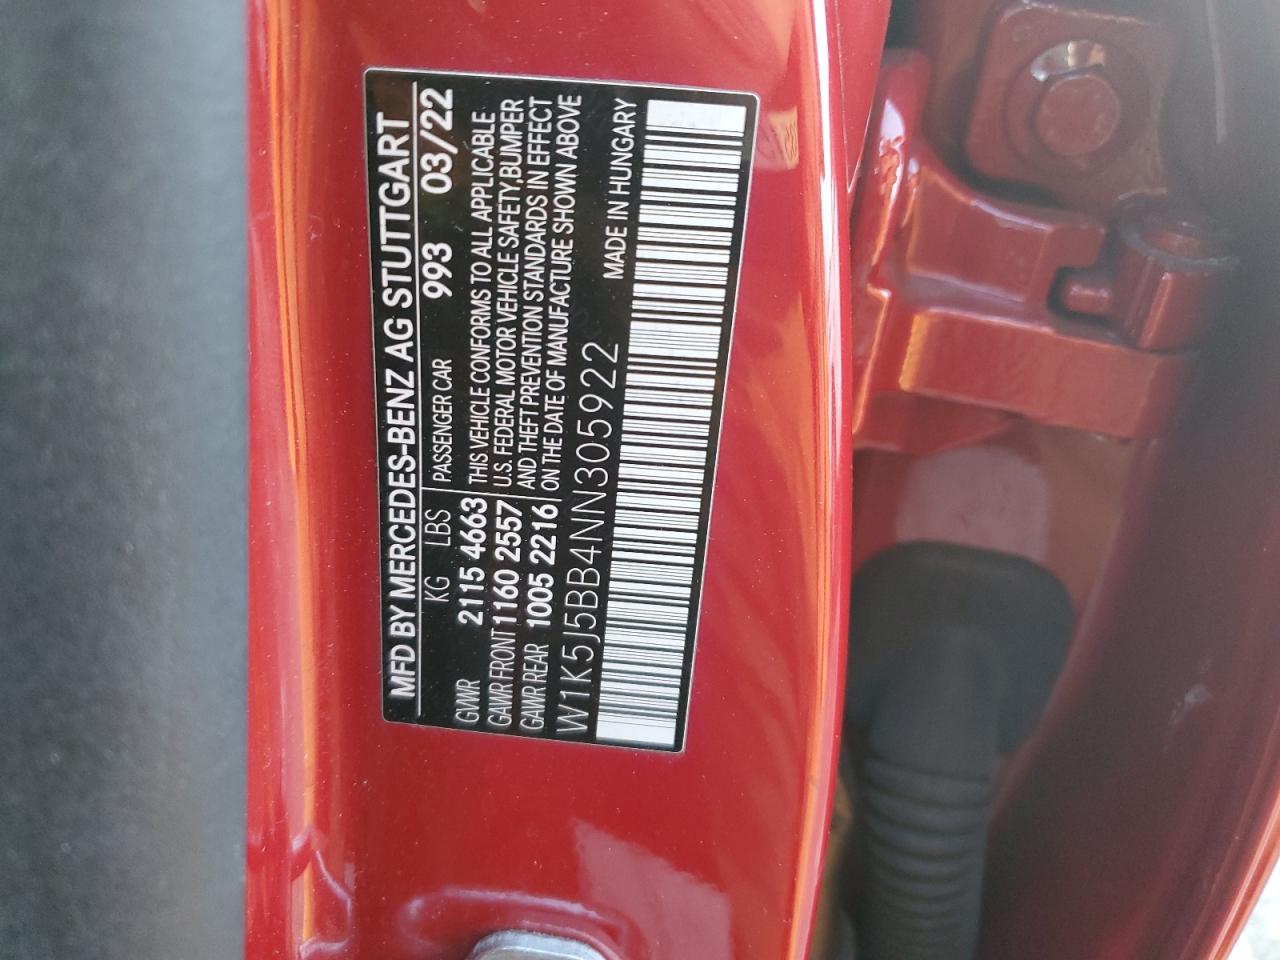 MFD BY MERCEDES-BENZ AG STUTTGART
KG LBS PASSENGER CAR 993 03/22
GVWR 2115 4663 THIS VEHICLE CONFORMS TO ALL APPLICABLE
GAWR FRONT 1160 2557 U.S. FEDERAL MOTOR VEHICLE SAFETY,BUMPER
GAWR REAR 1005 2216 AND THEFT PREVENTION STANDARDS IN EFFECT
ON THE DATE OF MANUFACTURE SHOWN ABOVE
W1K5J5BB4NN305922 MADE IN HUNGARY